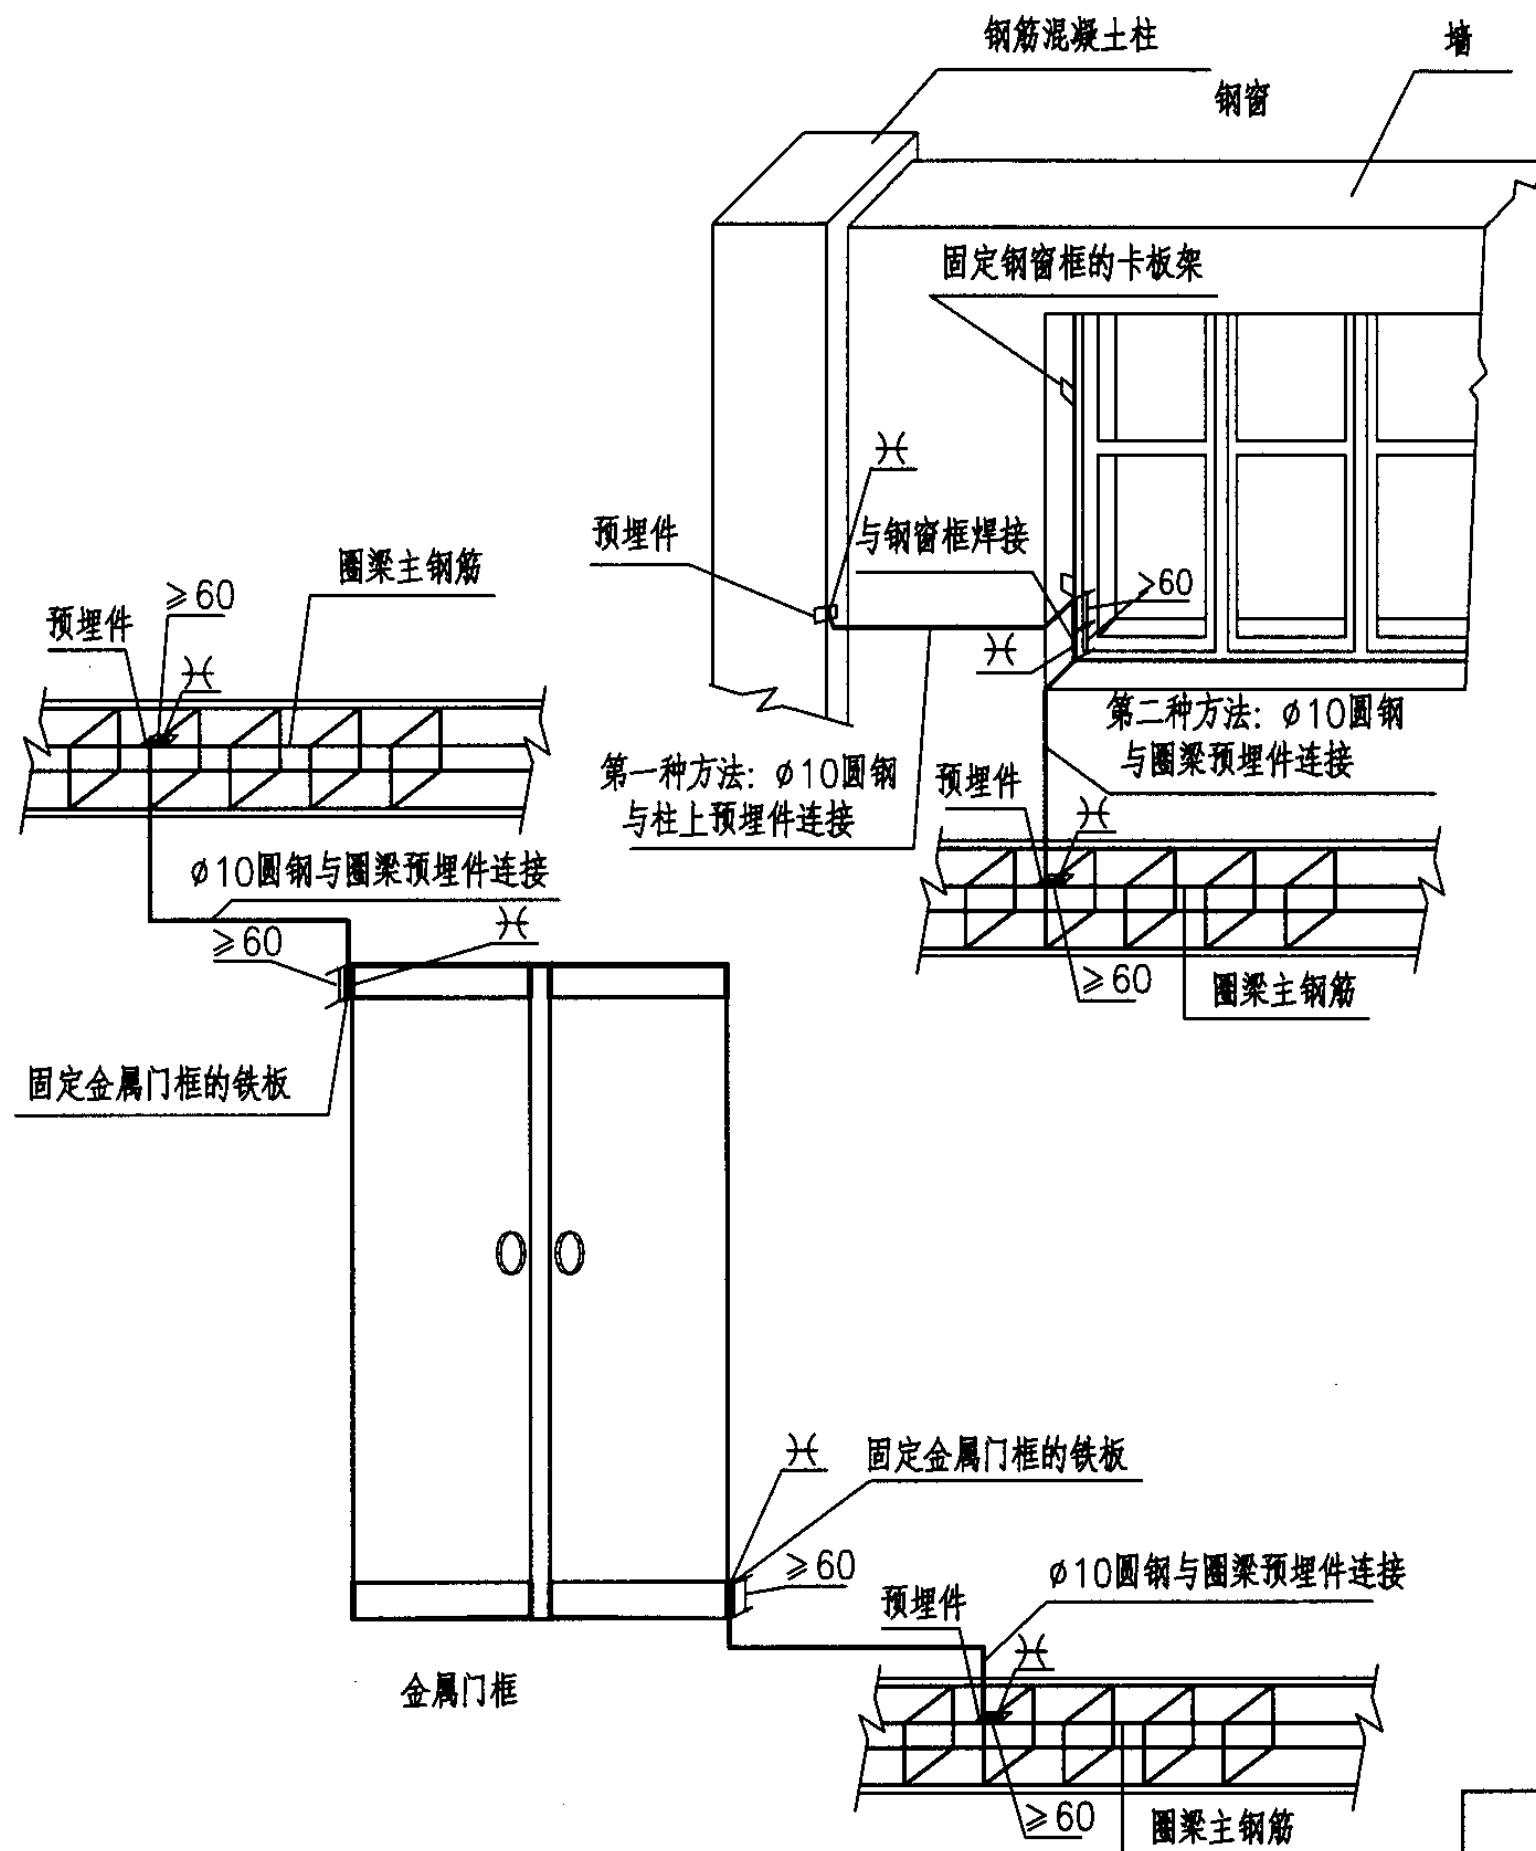 钢筋混凝土柱
墙
钢窗
固定钢窗框的卡板架
预埋件
与钢窗框焊接
>60
圈梁主钢筋
≥60
预埋件
第二种方法: φ10圆钢
与圈梁预埋件连接
第一种方法: φ10圆钢
与柱上预埋件连接
预埋件
φ10圆钢与圈梁预埋件连接
≥60
≥60
圈梁主钢筋
固定金属门框的铁板
固定金属门框的铁板
≥60
φ10圆钢与圈梁预埋件连接
预埋件
金属门框
≥60
圈梁主钢筋